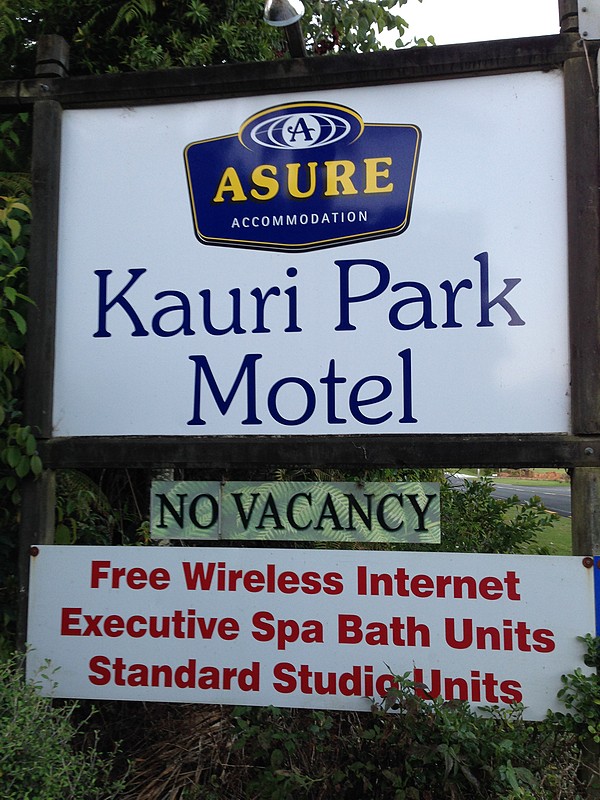 A
ASURE
ACCOMMODATION
Kauri Park
Motel
NO VACANCY
Free Wireless Internet
Executive Spa Bath Units
Standard Studio Units